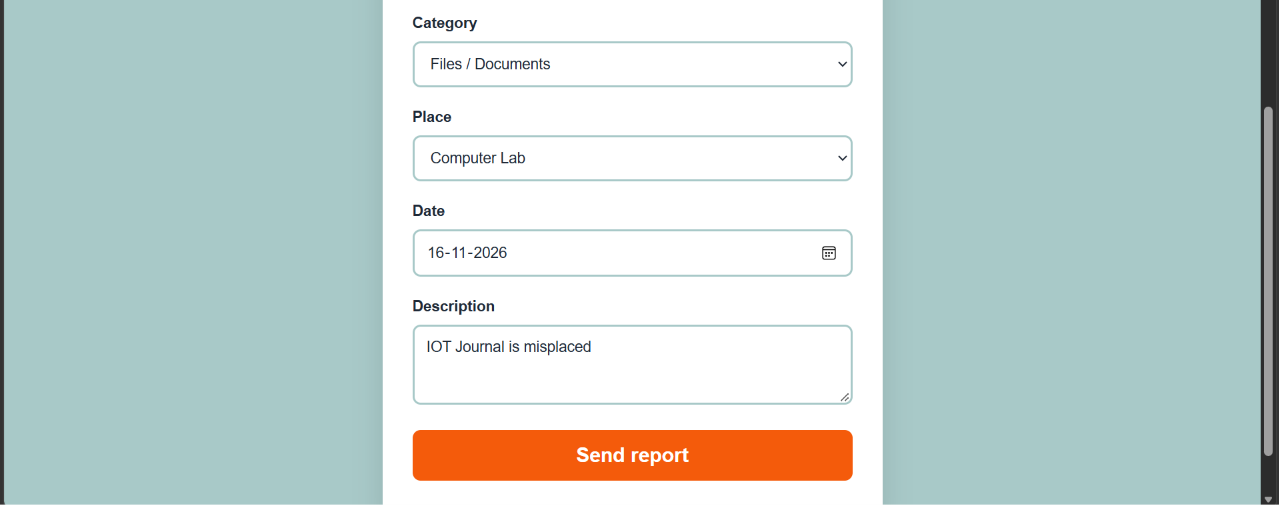 Category
Files / Documents
Place
Computer Lab
Date
16-11-2026
Description
IOT Journal is misplaced
Send report